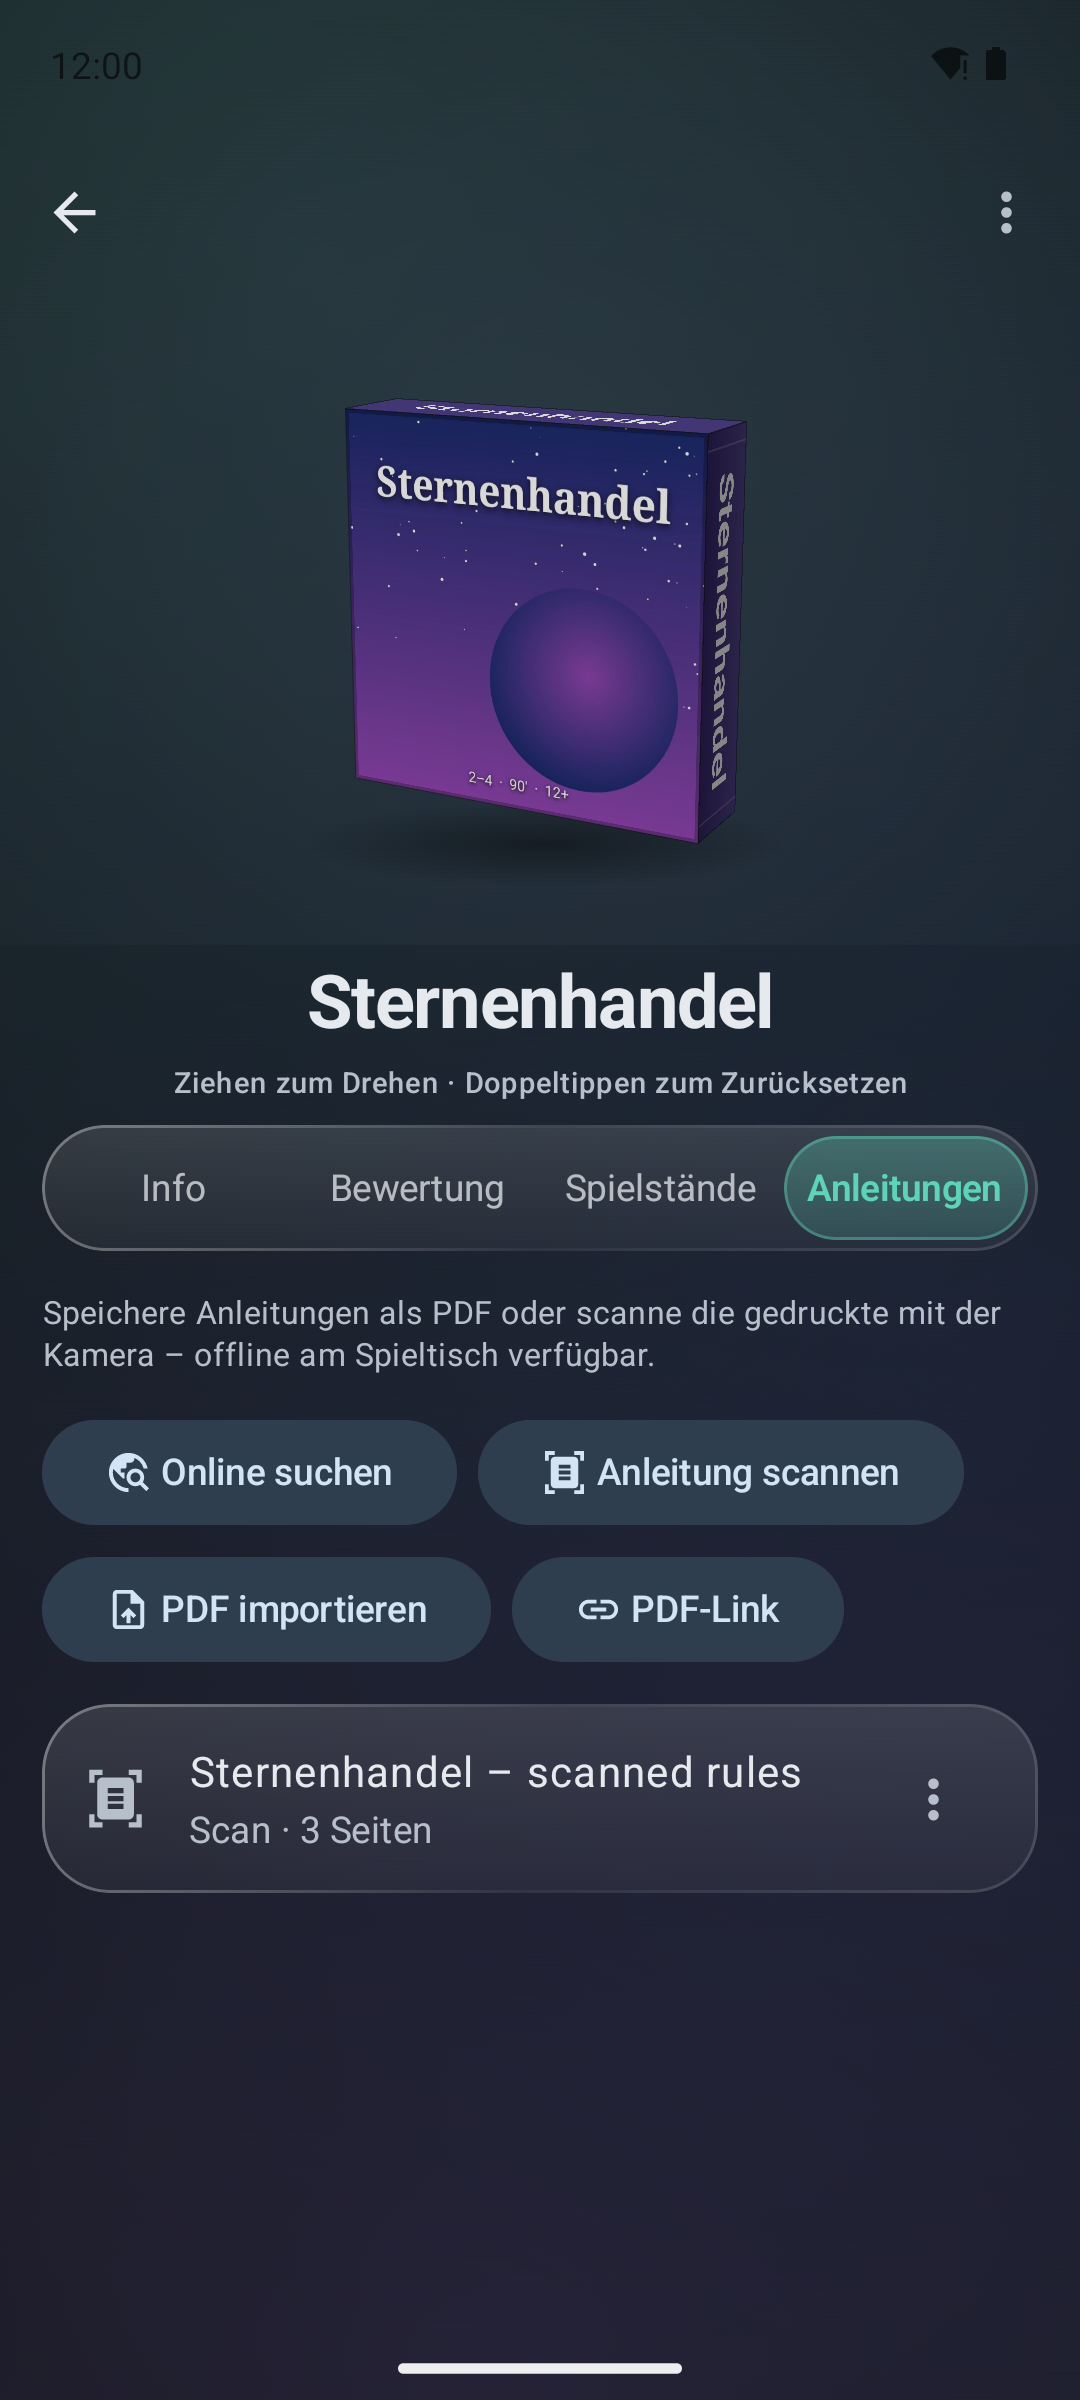 12:00
Sternenhandel
Sternenhandel
Sternenhandel
2–4 · 90' · 12+
Sternenhandel
Ziehen zum Drehen · Doppeltippen zum Zurücksetzen
Info
Bewertung
Spielstände
Anleitungen
Speichere Anleitungen als PDF oder scanne die gedruckte mit der
Kamera – offline am Spieltisch verfügbar.
Online suchen
Anleitung scannen
PDF importieren
PDF-Link
Sternenhandel – scanned rules
Scan · 3 Seiten